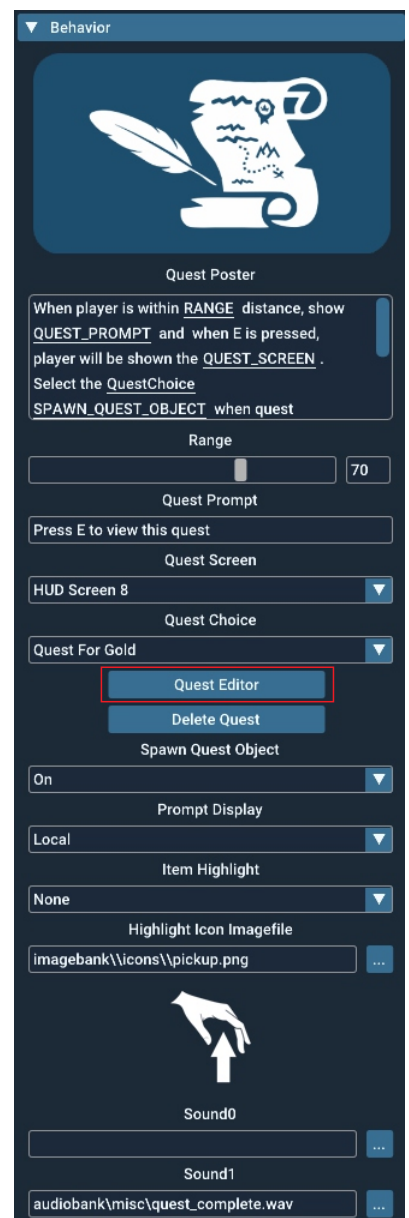 Behavior
Quest Poster
When player is within RANGE distance, show
QUEST_PROMPT and when E is pressed,
player will be shown the QUEST_SCREEN .
Select the QuestChoice
SPAWN_QUEST_OBJECT when quest
Range
70
Quest Prompt
Press E to view this quest
Quest Screen
HUD Screen 8
Quest Choice
Quest For Gold
Quest Editor
Delete Quest
Spawn Quest Object
On
Prompt Display
Local
Item Highlight
None
Highlight Icon Imagefile
imagebank\\icons\\pickup.png
...
Sound0
...
Sound1
audiobank\misc\quest_complete.wav
...